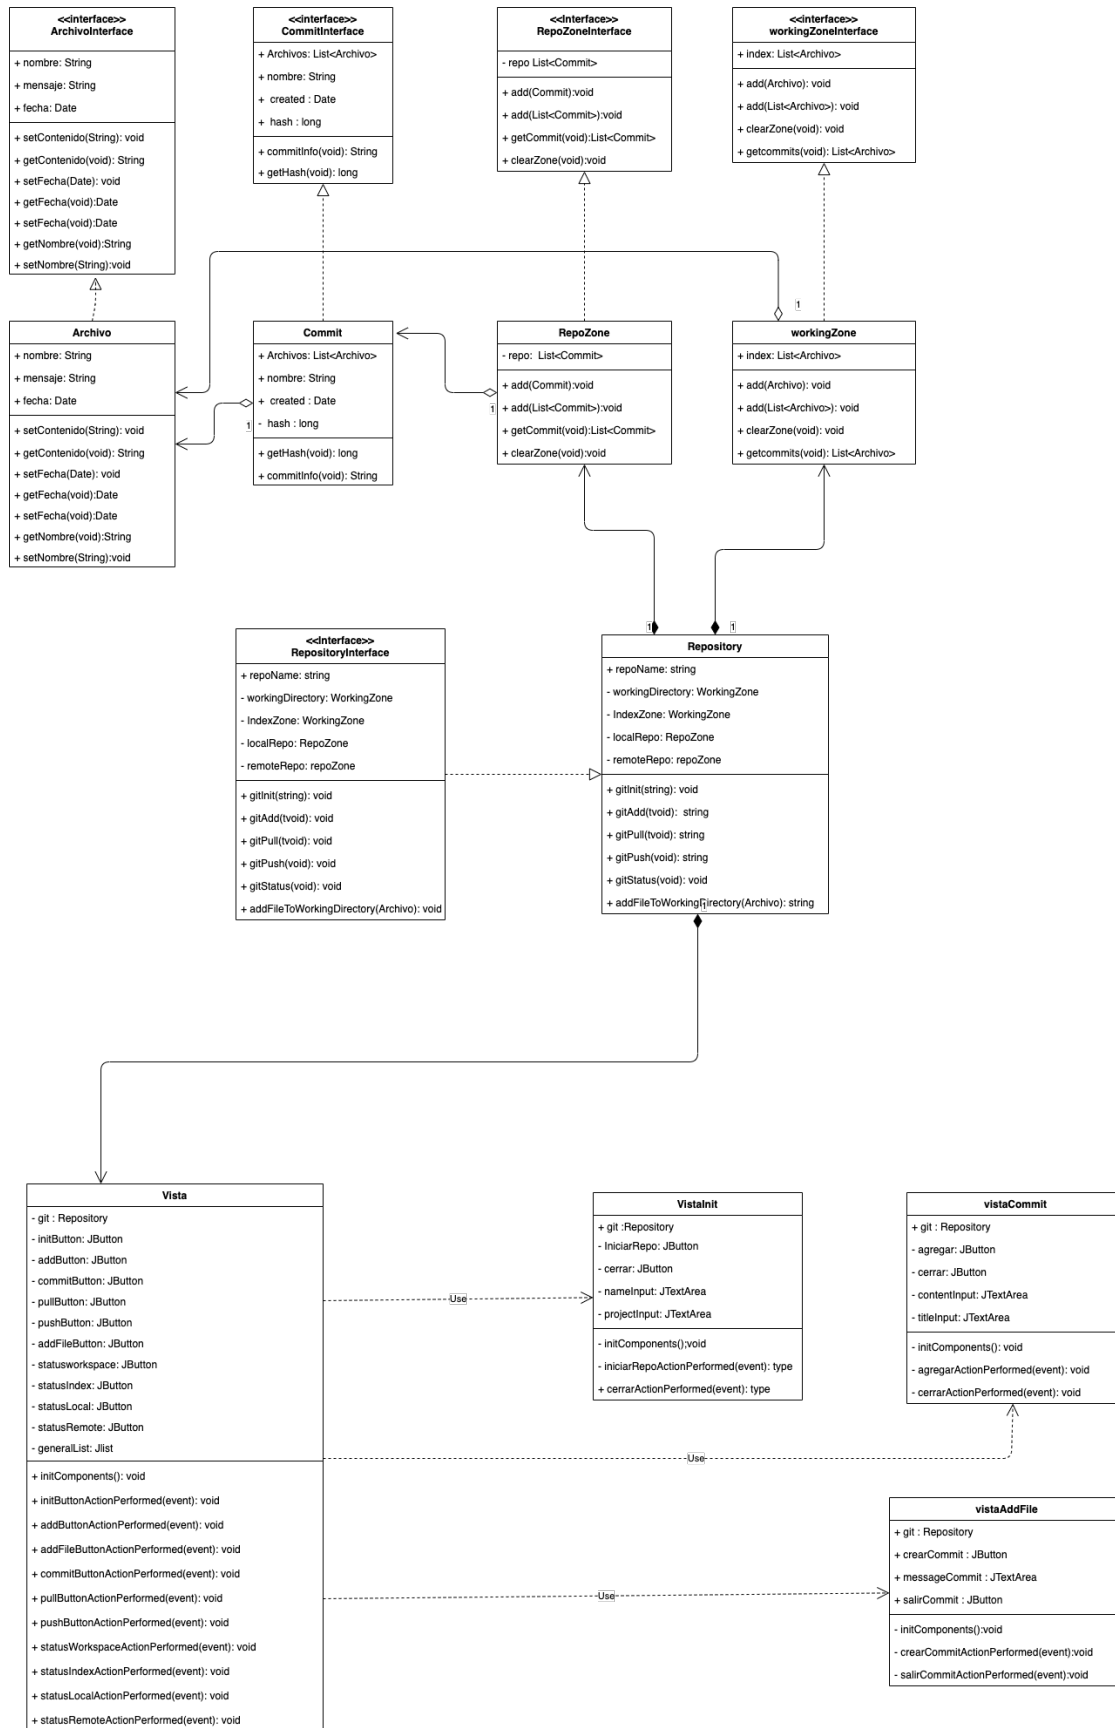 <<interface>>
ArchivoInterface
+ nombre: String
+ mensaje: String
+ fecha: Date
+ setContenido(String): void
+ getContenido(void): String
+ setFecha(Date): void
+ getFecha(void):Date
+ setFecha(void):Date
+ getNombre(void):String
+ setNombre(String):void
<<interface>>
CommitInterface
+ Archivos: List<Archivo>
+ nombre: String
+ created : Date
+ hash : long
+ commitInfo(void): String
+ getHash(void): long
<<Interface>>
RepoZoneInterface
- repo List<Commit>
+ add(Commit):void
+ add(List<Commit>):void
+ getCommit(void):List<Commit>
+ clearZone(void):void
<<interface>>
workingZoneInterface
+ index: List<Archivo>
+ add(Archivo): void
+ add(List<Archivo>): void
+ clearZone(void): void
+ getcommits(void): List<Archivo>
Archivo
+ nombre: String
+ mensaje: String
+ fecha: Date
+ setContenido(String): void
+ getContenido(void): String
+ setFecha(Date): void
+ getFecha(void):Date
+ setFecha(void):Date
+ getNombre(void):String
+ setNombre(String):void
1
Commit
+ Archivos: List<Archivo>
+ nombre: String
+ created : Date
- hash : long
+ getHash(void): long
+ commitInfo(void): String
1
RepoZone
- repo: List<Commit>
+ add(Commit):void
+ add(List<Commit>):void
+ getCommit(void):List<Commit>
+ clearZone(void):void
1
workingZone
+ index: List<Archivo>
+ add(Archivo): void
+ add(List<Archivo>): void
+ clearZone(void): void
+ getcommits(void): List<Archivo>
<<Interface>>
RepositoryInterface
+ repoName: string
- workingDirectory: WorkingZone
- IndexZone: WorkingZone
- localRepo: RepoZone
- remoteRepo: repoZone
+ gitInit(string): void
+ gitAdd(tvoid): void
+ gitPull(tvoid): void
+ gitPush(void): void
+ gitStatus(void): void
+ addFileToWorkingDirectory(Archivo): void
1
1
Repository
+ repoName: string
- workingDirectory: WorkingZone
- IndexZone: WorkingZone
- localRepo: RepoZone
- remoteRepo: repoZone
+ gitInit(string): void
+ gitAdd(tvoid): string
+ gitPull(tvoid): string
+ gitPush(void): string
+ gitStatus(void): void
+ addFileToWorkingDirectory(Archivo): string
1
Vista
- git : Repository
- initButton: JButton
- addButton: JButton
- commitButton: JButton
- pullButton: JButton
- pushButton: JButton
- addFileButton: JButton
- statusworkspace: JButton
- statusIndex: JButton
- statusLocal: JButton
- statusRemote: JButton
- generalList: Jlist
+ initComponents(): void
+ initButtonActionPerformed(event): void
+ addButtonActionPerformed(event): void
+ addFileButtonActionPerformed(event): void
+ commitButtonActionPerformed(event): void
+ pullButtonActionPerformed(event): void
+ pushButtonActionPerformed(event): void
+ statusWorkspaceActionPerformed(event): void
+ statusIndexActionPerformed(event): void
+ statusLocalActionPerformed(event): void
+ statusRemoteActionPerformed(event): void
Use
VistaInit
+ git :Repository
- IniciarRepo: JButton
- cerrar: JButton
- nameInput: JTextArea
- projectInput: JTextArea
- initComponents();void
- iniciarRepoActionPerformed(event): type
+ cerrarActionPerformed(event): type
Use
vistaCommit
+ git : Repository
- agregar: JButton
- cerrar: JButton
- contentInput: JTextArea
- titleInput: JTextArea
- initComponents(): void
- agregarActionPerformed(event): void
- cerrarActionPerformed(event): void
Use
vistaAddFile
+ git : Repository
+ crearCommit : JButton
+ messageCommit : JTextArea
+ salirCommit : JButton
- initComponents():void
- crearCommitActionPerformed(event):void
- salirCommitActionPerformed(event):void